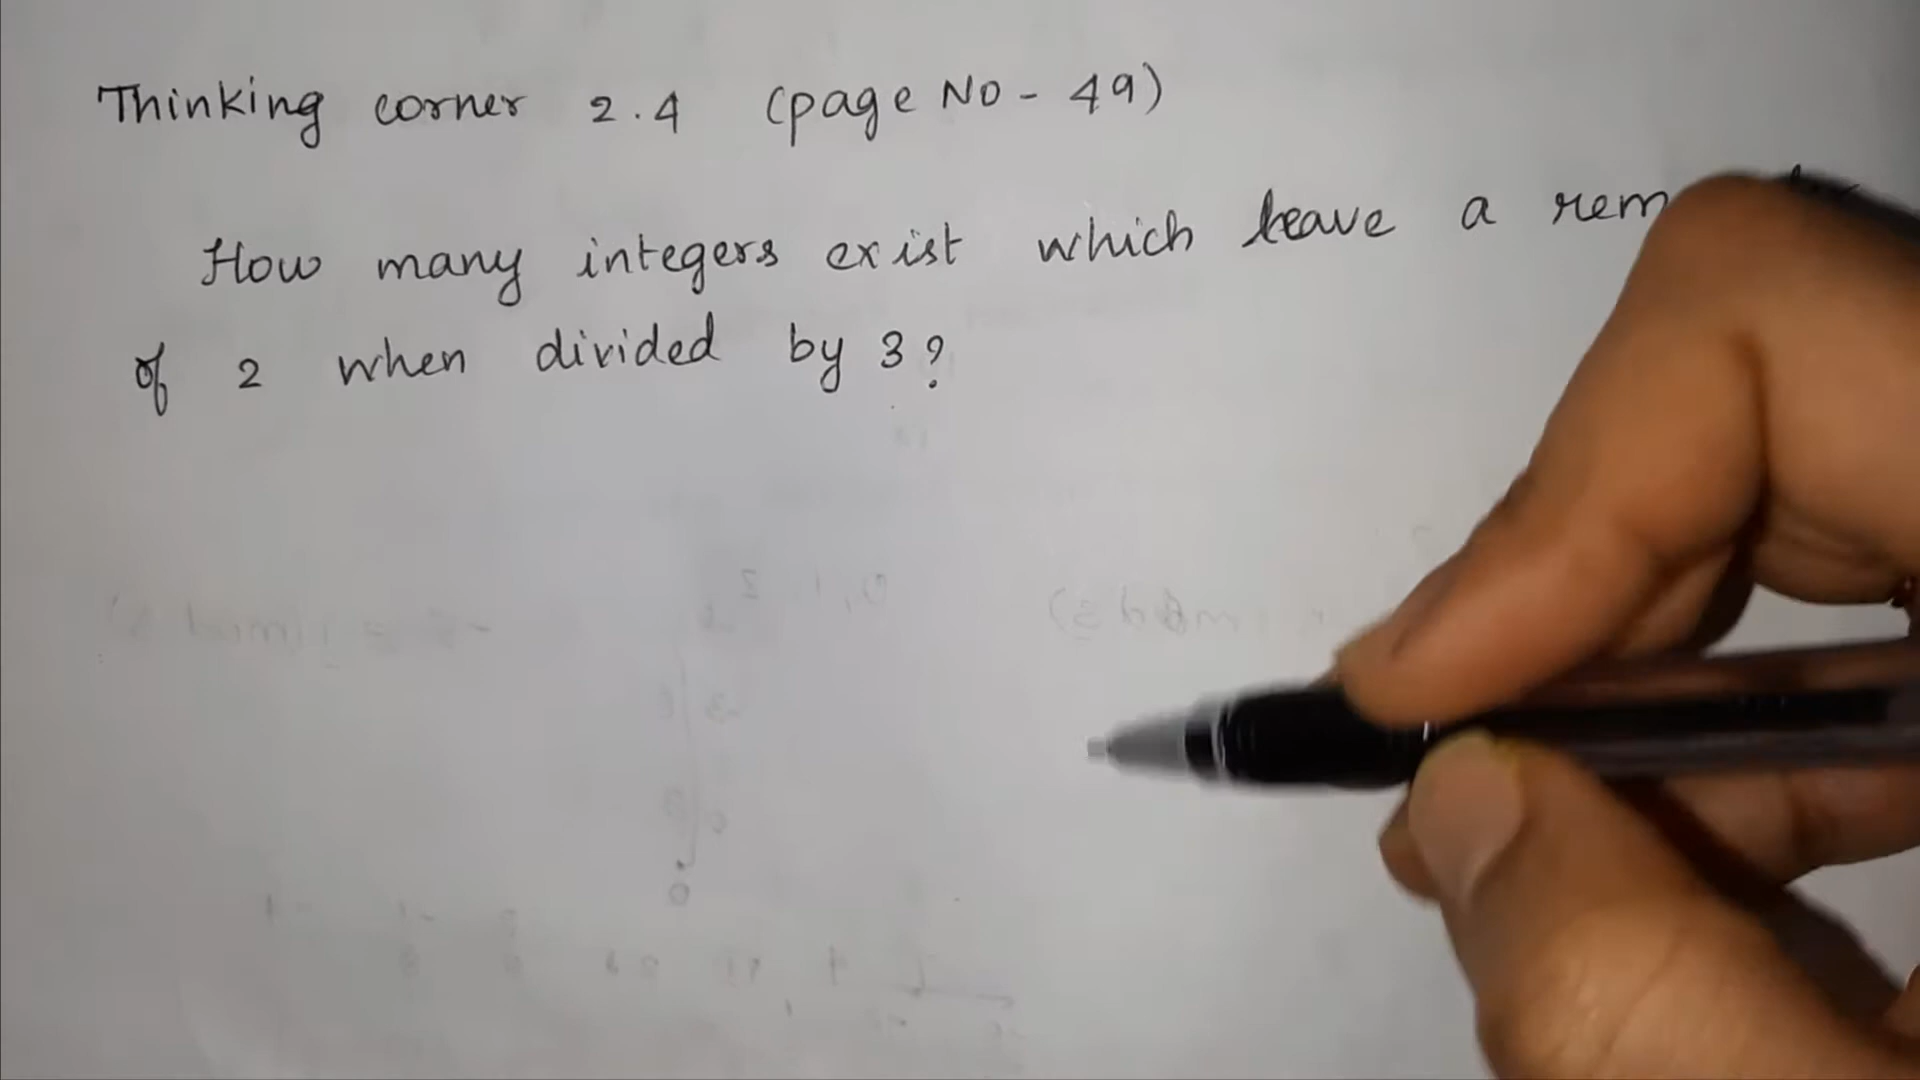 Thinking corner 2.4 (page No - 49)
How many integers exist which leave a rem
of 2 when divided by 3?